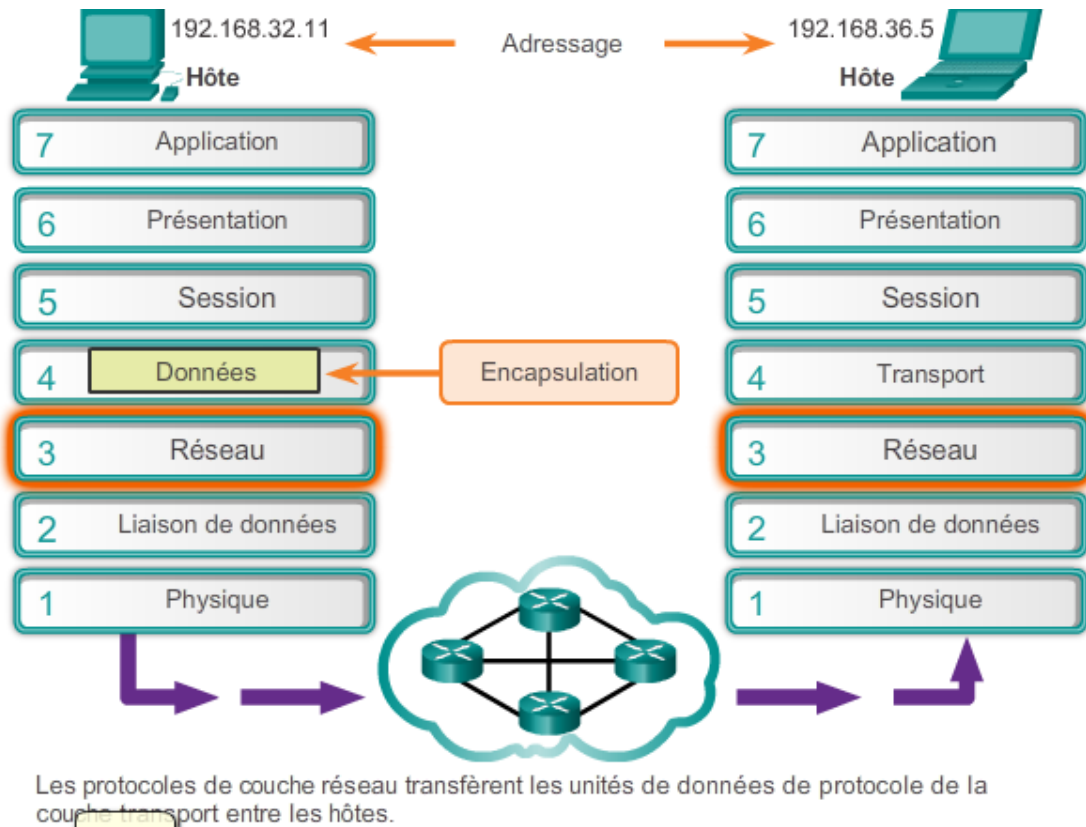 192.168.32.11
Adressage
192.168.36.5
Hôte
Hôte
7 Application
7 Application
6 Présentation
6 Présentation
5 Session
5 Session
4 Données
Encapsulation
4 Transport
3 Réseau
3 Réseau
2 Liaison de données
2 Liaison de données
1 Physique
1 Physique
Les protocoles de couche réseau transfèrent les unités de données de protocole de la
couche transport entre les hôtes.